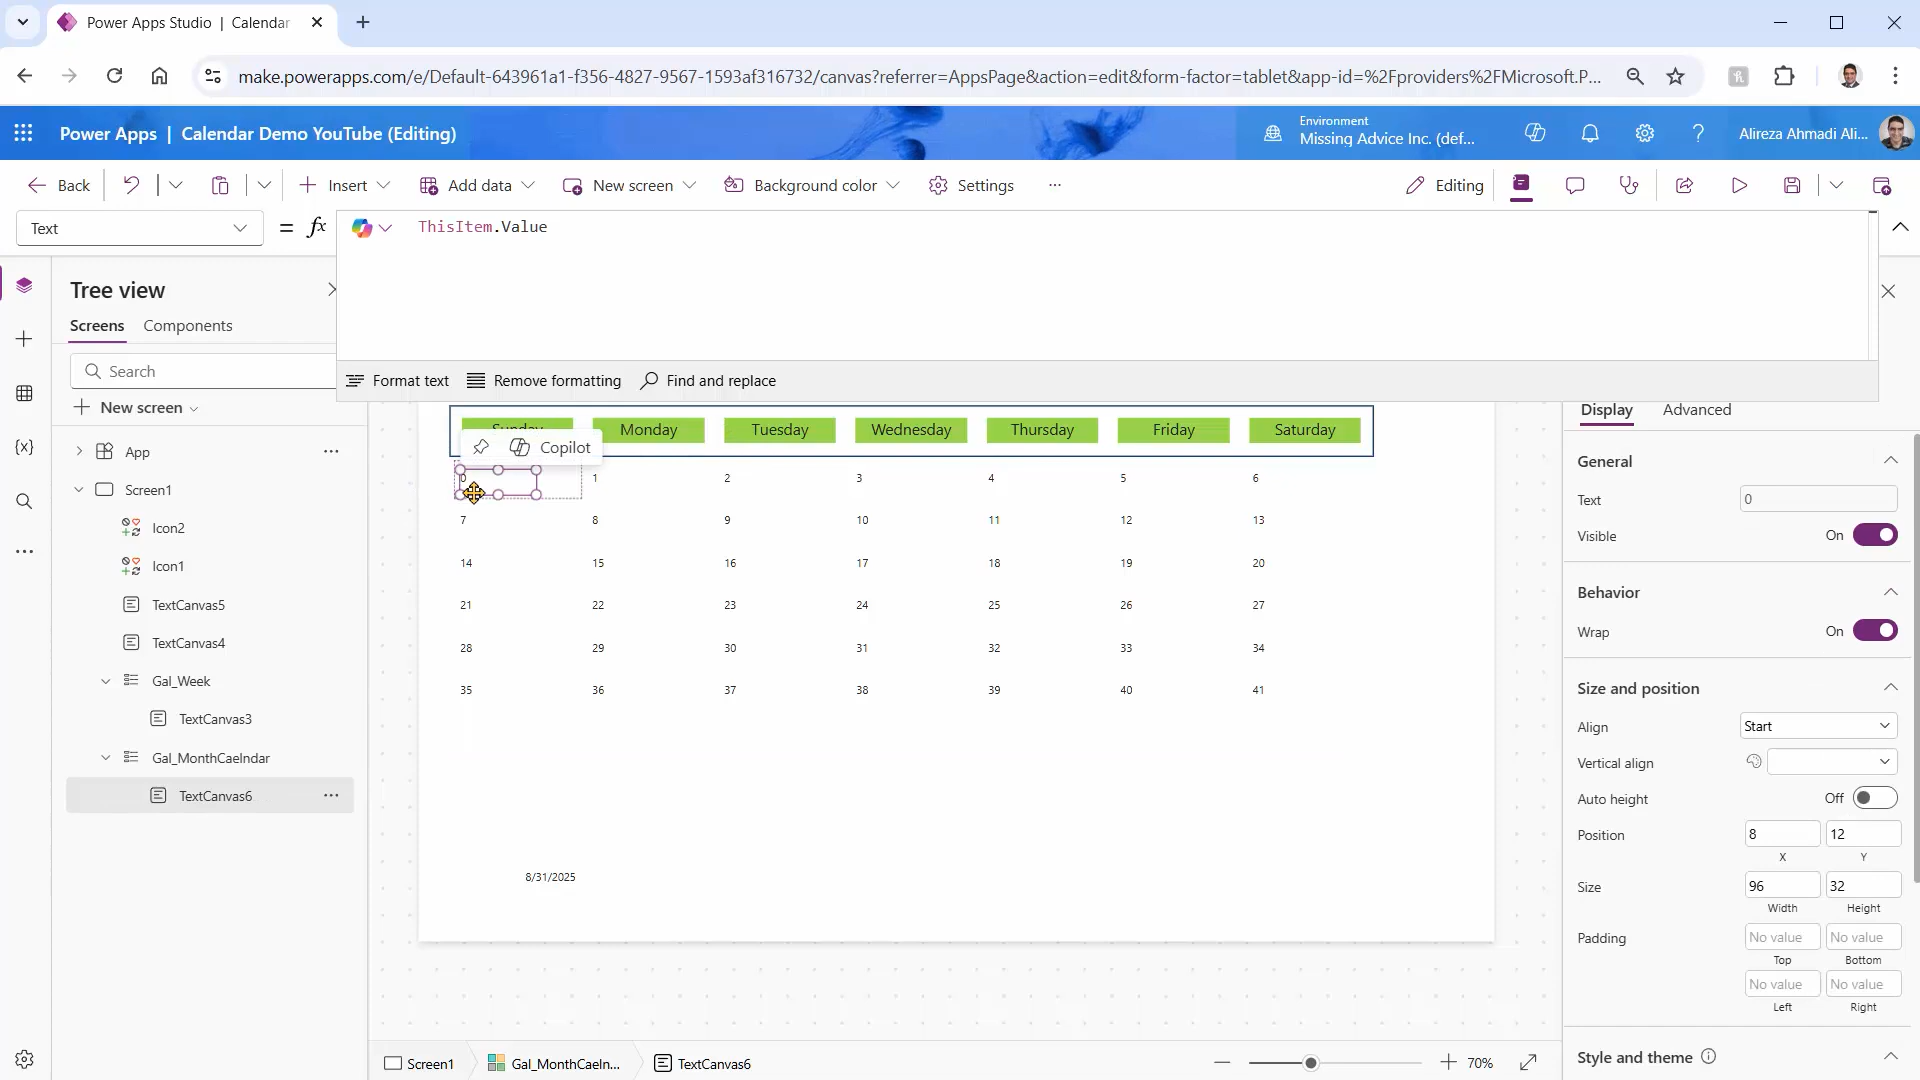 Power Apps Studio | Calendar
make.powerapps.com/e/Default-643961a1-f356-4827-9567-1593af316732/canvas?referrer=AppsPage&action=edit&form-factor=tablet&app-id=%2Fproviders%2FMicrosoft.P...
Power Apps | Calendar Demo YouTube (Editing)
Environment
Missing Advice Inc. (def...
Alireza Ahmadi Ali...
Back
Insert
Add data
New screen
Background color
Settings
Editing
Text
= fx
ThisItem.Value
Format text
Remove formatting
Find and replace
Tree view
Screens
Components
Search
New screen
App
Screen1
Icon2
Icon1
TextCanvas5
TextCanvas4
Gal_Week
TextCanvas3
Gal_MonthCaelndar
TextCanvas6
Sunday Monday Tuesday Wednesday Thursday Friday Saturday
Copilot
0 1 2 3 4 5 6
7 8 9 10 11 12 13
14 15 16 17 18 19 20
21 22 23 24 25 26 27
28 29 30 31 32 33 34
35 36 37 38 39 40 41
8/31/2025
Display
Advanced
General
Text 0
Visible On
Behavior
Wrap On
Size and position
Align Start
Vertical align
Auto height Off
Position 8 12
X Y
Size 96 32
Width Height
Padding No value No value
Top Bottom
No value No value
Left Right
Style and theme
Screen1
Gal_MonthCaeln...
TextCanvas6
70%